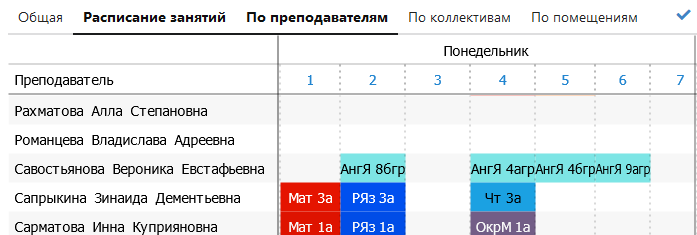 Общая Расписание занятий По преподавателям По коллективам По помещениям
Понедельник
Преподаватель 1 2 3 4 5 6 7
Рахматова Алла Степановна
Романцева Владислава Адреевна
Савостьянова Вероника Евстафьевна АнгЯ 8бгр АнгЯ 4агр АнгЯ 4бгр АнгЯ 9агр
Сапрыкина Зинаида Дементьевна Мат 3а РЯз 3а Чт 3а
Сарматова Инна Куприяновна Мат 1а РЯз 1а ОкрМ 1а